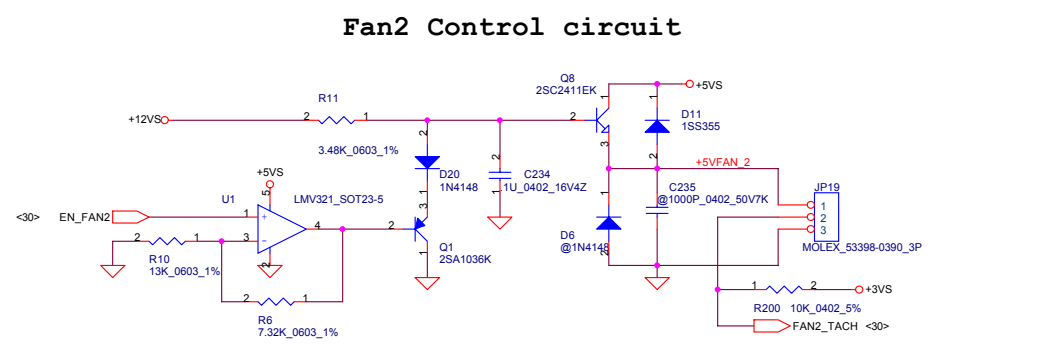 Fan2 Control circuit
Q8
2SC2411EK
+5VS
R11
1
D11
1SS355
+12VS
2
1
2
3.48K_0603_1%
2
2
3
2
+5VFAN_2
D20
1N4148
C234
.1U_0402_16V4Z
C235
@1000P_0402_50V7K
JP19
+5VS
5
U1
LMV321_SOT23-5
1
1
3
1
2
3
<30>
EN_FAN2
1
+
4
2
3
-
Q1
2SA1036K
D6
@1N4148
MOLEX_53398-0390_3P
2
1
R10
13K_0603_1%
2
1
2
1
R6
7.32K_0603_1%
1
2
+3VS
R200
10K_0402_5%
FAN2_TACH
<30>